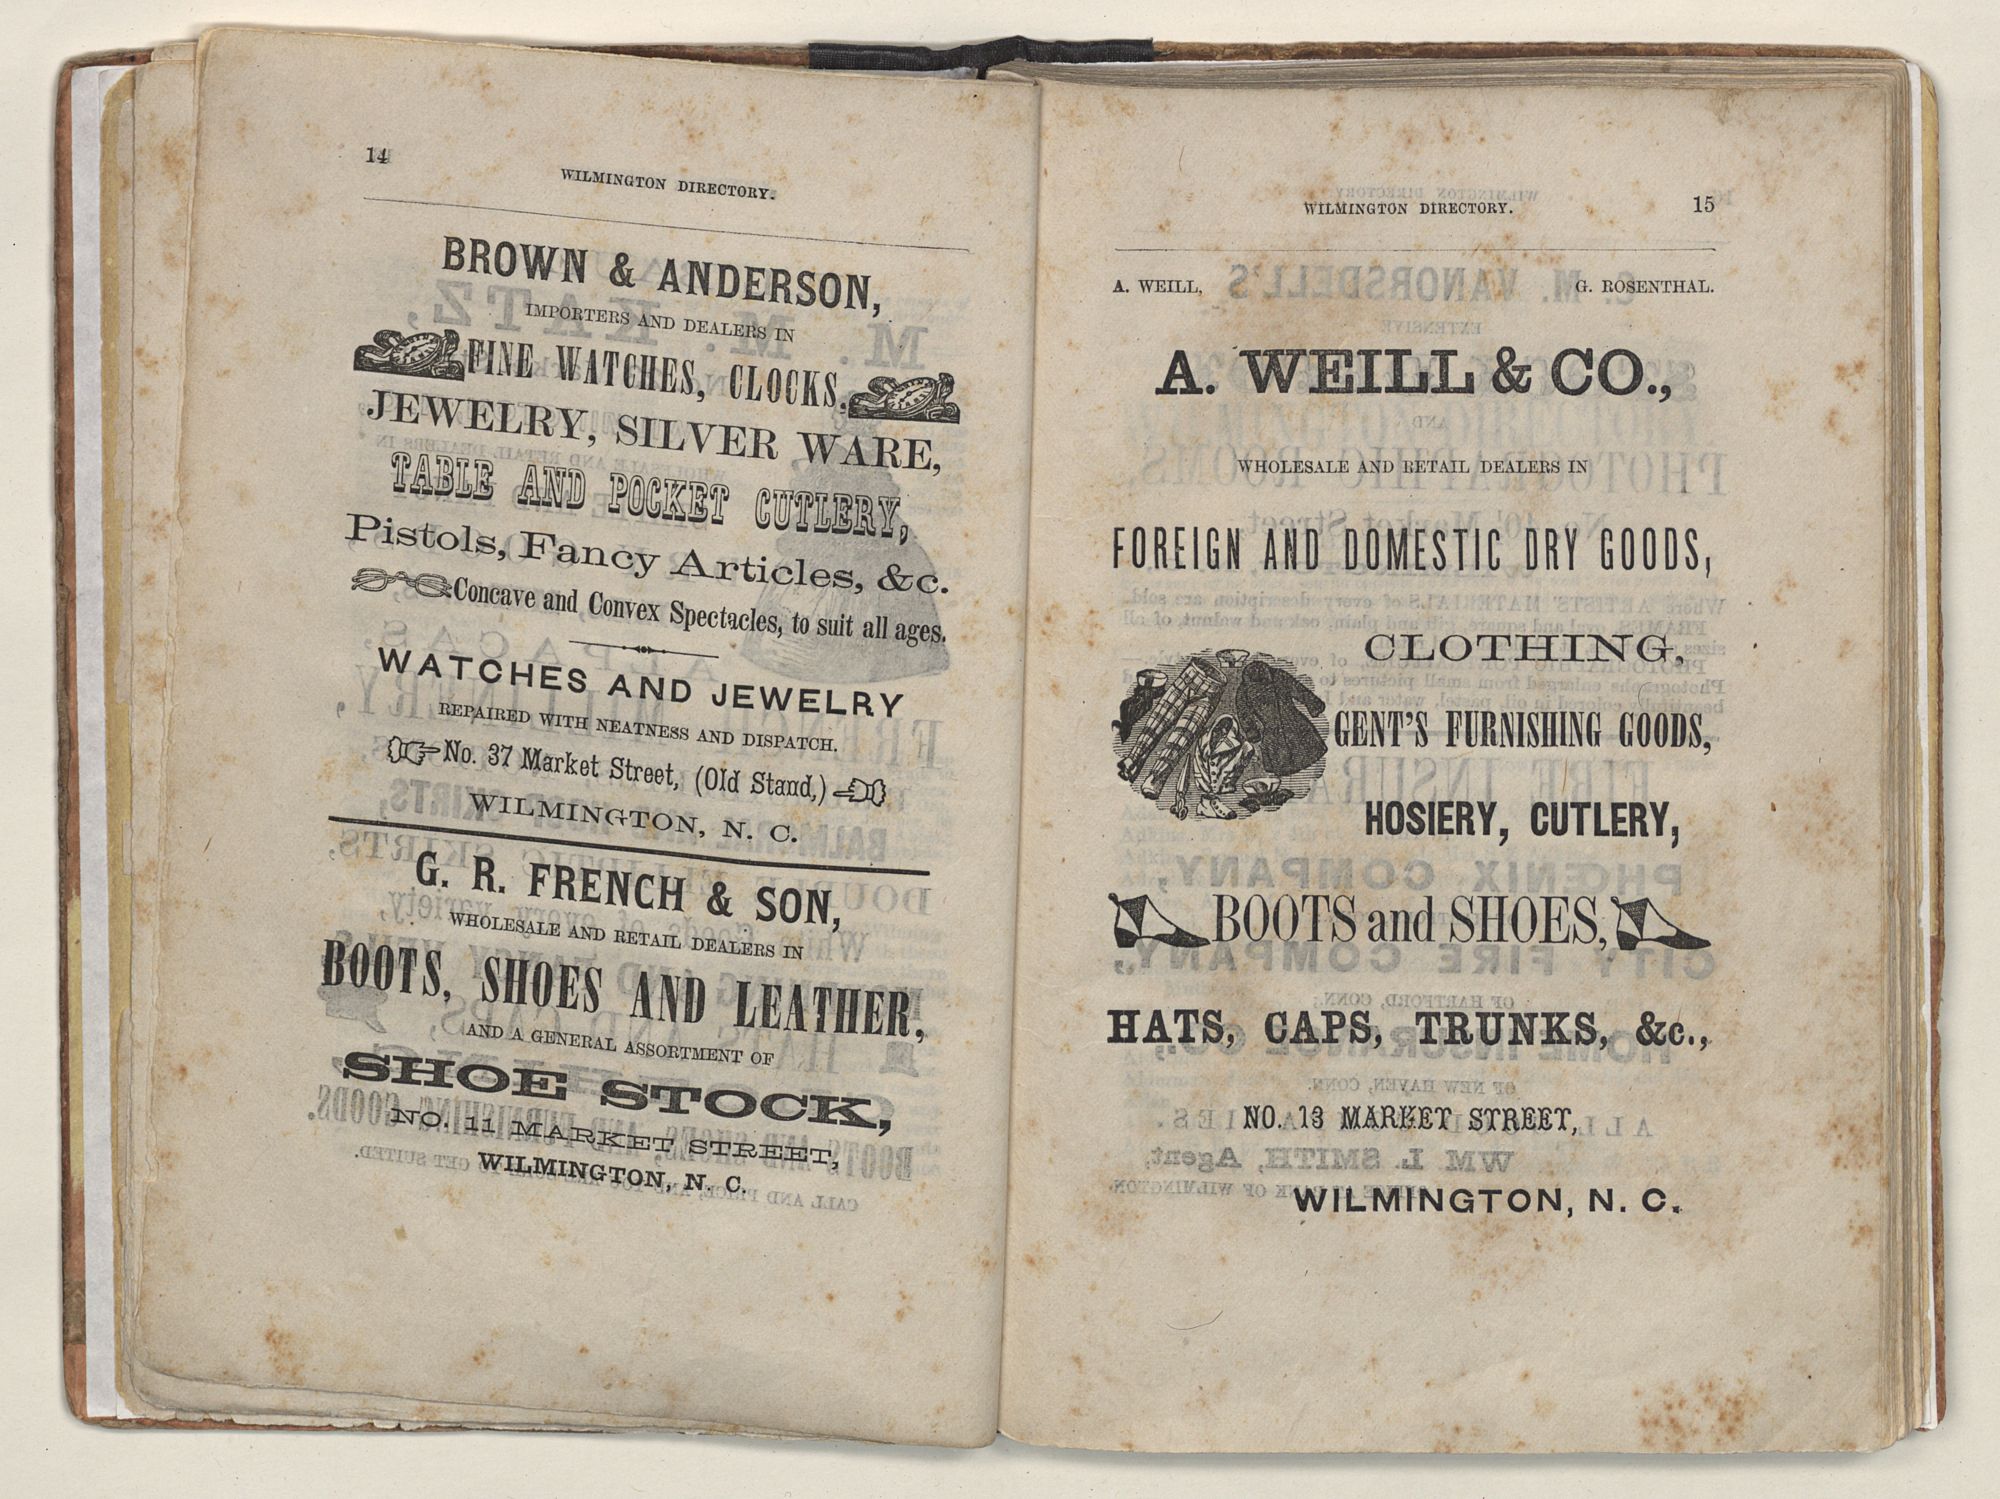 14
WILMINGTON DIRECTORY.
BROWN & ANDERSON,
IMPORTERS AND DEALERS IN
FINE WATCHES, CLOCKS,
JEWELRY, SILVER WARE,
TABLE AND POCKET CUTLERY,
Pistols, Fancy Articles, &c.
Concave and Convex Spectacles, to suit all ages.
WATCHES AND JEWELRY
REPAIRED WITH NEATNESS AND DISPATCH.
No. 37 Market Street, (Old Stand,)
WILMINGTON, N. C.
G. R. FRENCH & SON,
WHOLESALE AND RETAIL DEALERS IN
BOOTS, SHOES AND LEATHER,
AND A GENERAL ASSORTMENT OF
SHOE STOCK,
NO. 11 MARKET STREET,
WILMINGTON, N. C.
WILMINGTON DIRECTORY. 15
A. WEILL, G. ROSENTHAL.
A. WEILL & CO.,
WHOLESALE AND RETAIL DEALERS IN
FOREIGN AND DOMESTIC DRY GOODS,
CLOTHING,
GENT'S FURNISHING GOODS,
HOSIERY, CUTLERY,
BOOTS and SHOES,
HATS, CAPS, TRUNKS, &c.,
NO. 13 MARKET STREET,
WILMINGTON, N. C.